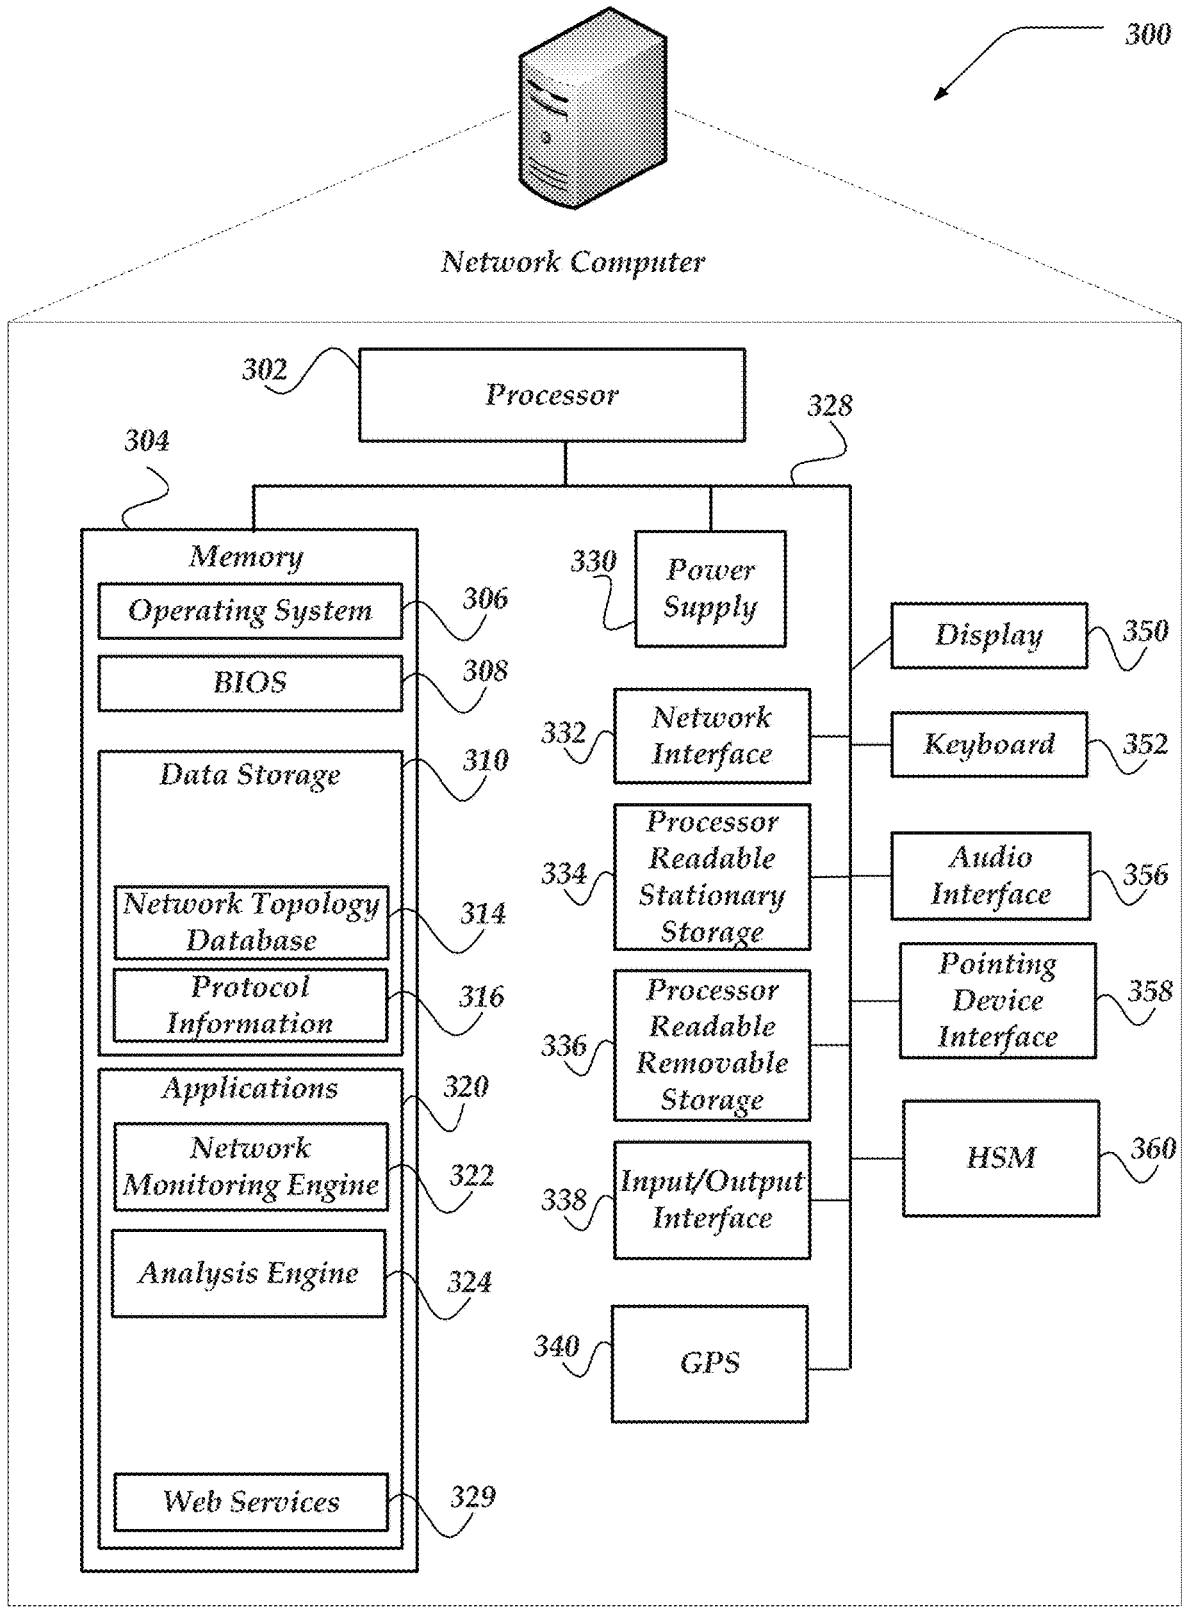 300
Network Computer
302
Processor
328
304
Memory
Operating System
306
BIOS
308
Data Storage
310
Network Topology
Database
314
Protocol
Information
316
Applications
320
Network
Monitoring Engine
322
Analysis Engine
324
Web Services
329
330
Power
Supply
332
Network
Interface
334
Processor
Readable
Stationary
Storage
336
Processor
Readable
Removable
Storage
338
Input/Output
Interface
340
GPS
Display
350
Keyboard
352
Audio
Interface
356
Pointing
Device
Interface
358
HSM
360